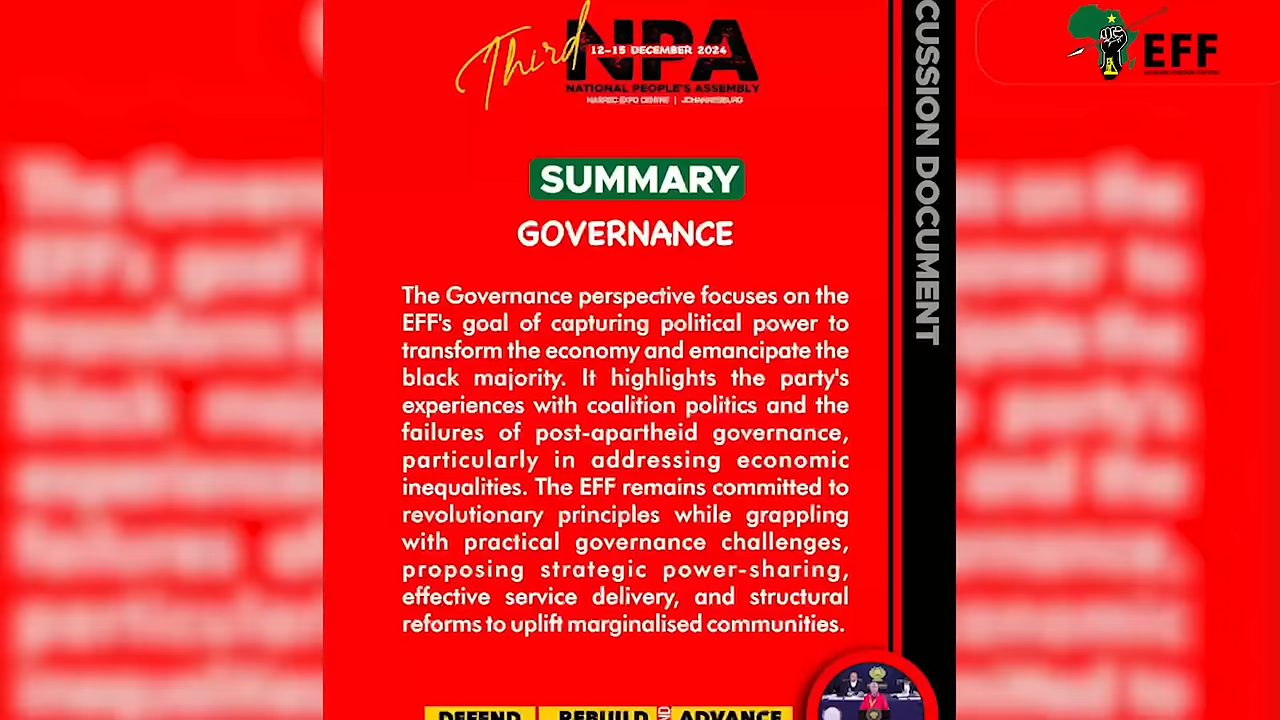 Third
12-15 DECEMBER 2024
NPA
NATIONAL PEOPLE'S ASSEMBLY
NASREC EXPO CENTRE | JOHANNESBURG
EFF
CUSSION DOCUMENT
SUMMARY
GOVERNANCE
The Governance perspective focuses on the
EFF's goal of capturing political power to
transform the economy and emancipate the
black majority. It highlights the party's
experiences with coalition politics and the
failures of post-apartheid governance,
particularly in addressing economic
inequalities. The EFF remains committed to
revolutionary principles while grappling
with practical governance challenges,
proposing strategic power-sharing,
effective service delivery, and structural
reforms to uplift marginalised communities.
DEFEND REBUILD AND ADVANCE